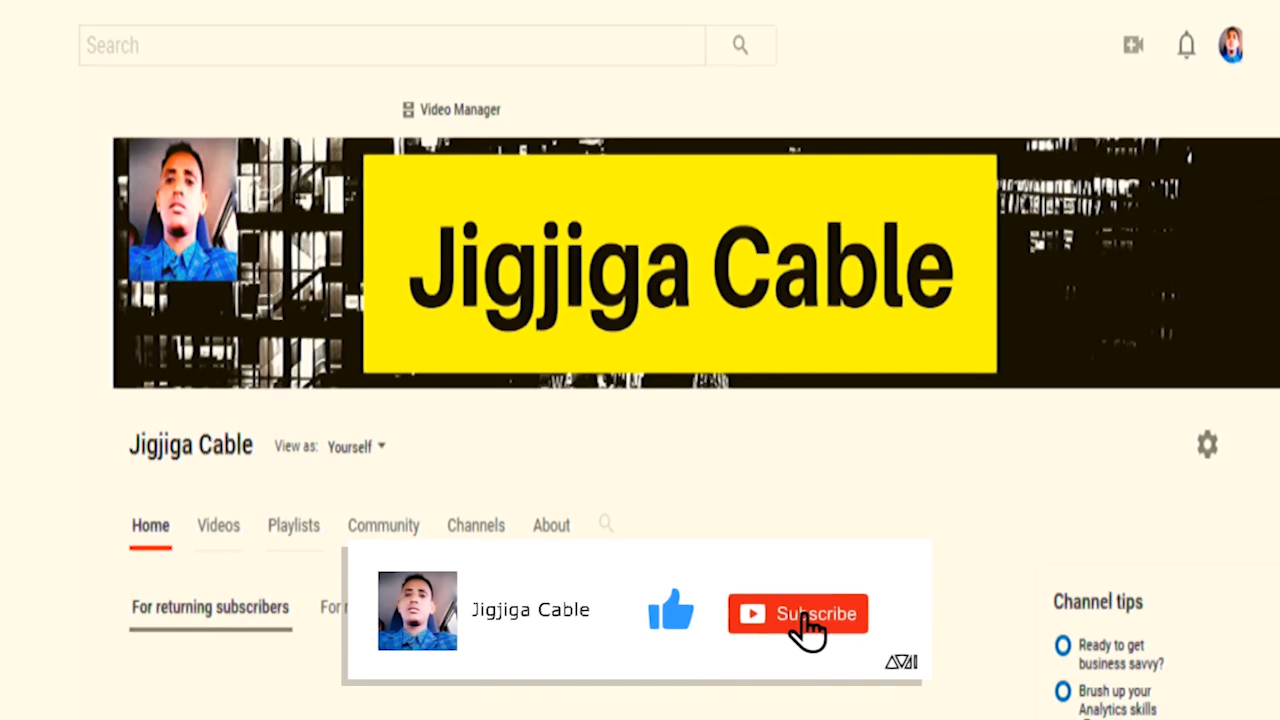 Search
Video Manager
Jigjiga Cable
Jigjiga Cable View as: Yourself
Home Videos Playlists Community Channels About
For returning subscribers For
Jigjiga Cable
Subscribe
Channel tips
Ready to get
business savvy?
Brush up your
Analytics skills